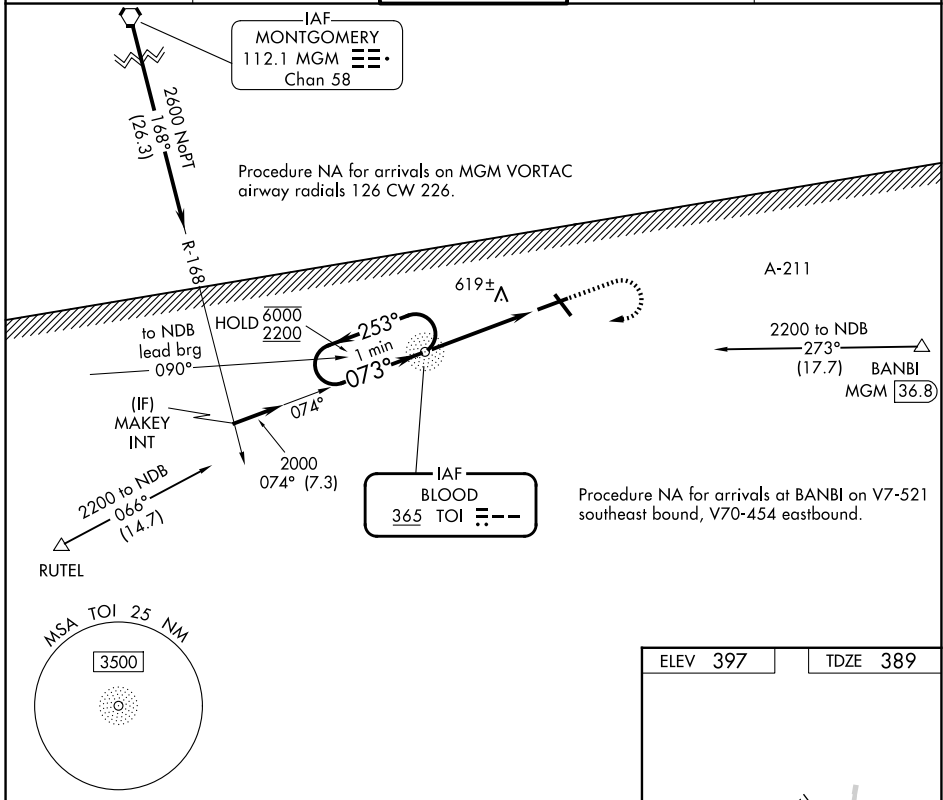 IAF
MONTGOMERY
112.1 MGM
Chan 58
2600 NoPT
168°
(26.3)
Procedure NA for arrivals on MGM VORTAC
airway radials 126 CW 226.
R-168
A-211
619±
HOLD 6000
2200
253°
1 min
073°
to NDB
lead brg
090°
2200 to NDB
273°
(17.7)
BANBI
MGM 36.8
(IF)
MAKEY
INT
074°
2000
074° (7.3)
2200 to NDB
066°
(14.7)
RUTEL
IAF
BLOOD
365 TOI
Procedure NA for arrivals at BANBI on V7-521
southeast bound, V70-454 eastbound.
MSA TOI 25 NM
3500
ELEV 397
TDZE 389